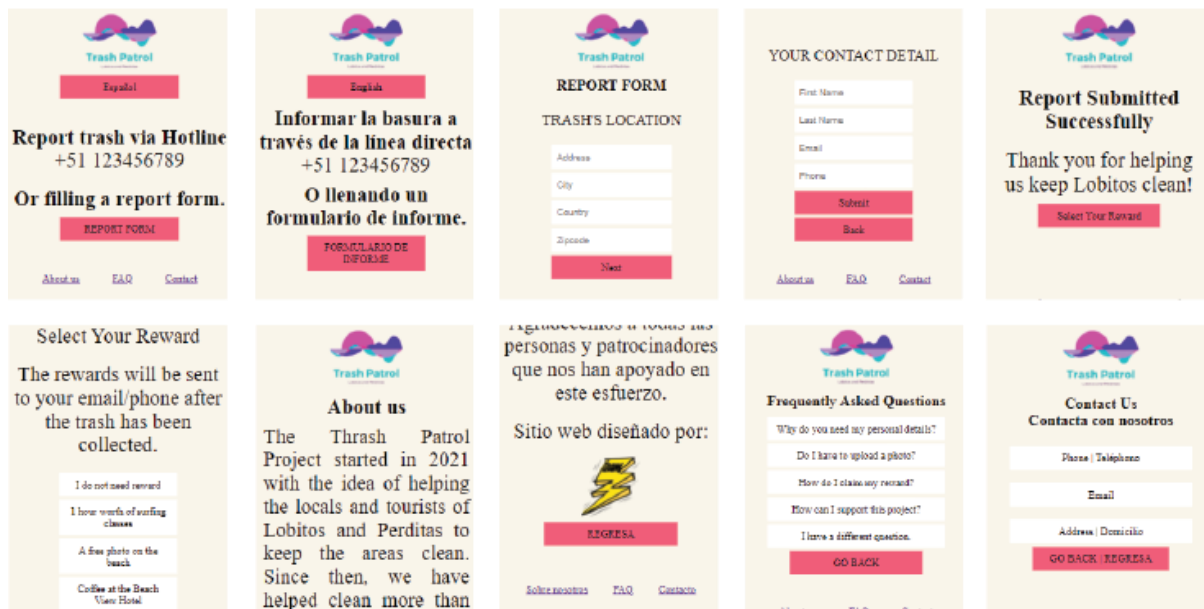 Trash Patrol
Español
Report trash via Hotline
+51 123456789
Or filling a report form.
REPORT FORM
About us FAQ Contact
Trash Patrol
English
Informar la basura a
través de la línea directa
+51 123456789
O llenando un
formulario de informe.
FORMULARIO DE
INFORME
Trash Patrol
REPORT FORM
TRASH'S LOCATION
Address
City
Country
Zipcode
Next
YOUR CONTACT DETAIL
First Name
Last Name
Email
Phone
Submit
Back
About us FAQ Contact
Trash Patrol
Report Submitted
Successfully
Thank you for helping
us keep Lobitos clean!
Select Your Reward
Select Your Reward
The rewards will be sent
to your email/phone after
the trash has been
collected.
I do not need reward
1 hour worth of surfing
classes
A free photo on the
beach
Coffee at the Beach
View Hotel
Trash Patrol
About us
The Thrash Patrol
Project started in 2021
with the idea of helping
the locals and tourists of
Lobitos and Perditas to
keep the areas clean.
Since then, we have
helped clean more than
Agradecemos a todas las
personas y patrocinadores
que nos han apoyado en
este esfuerzo.
Sitio web diseñado por:
REGRESA
Sobre nosotros FAQ Contacto
Trash Patrol
Frequently Asked Questions
Why do you need my personal details?
Do I have to upload a photo?
How do I claim my reward?
How can I support this project?
I have a different question.
GO BACK
Trash Patrol
Contact Us
Contacta con nosotros
Phone | Teléphono
Email
Address | Domicilio
GO BACK | REGRESA